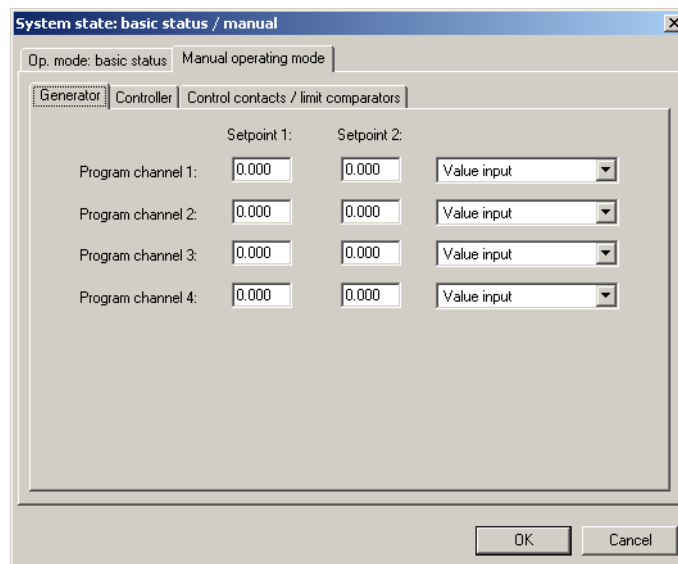 System state: basic status / manual
Op. mode: basic status Manual operating mode
Generator Controller Control contacts / limit comparators
Setpoint 1: Setpoint 2:
Program channel 1: 0.000 0.000 Value input
Program channel 2: 0.000 0.000 Value input
Program channel 3: 0.000 0.000 Value input
Program channel 4: 0.000 0.000 Value input
OK Cancel